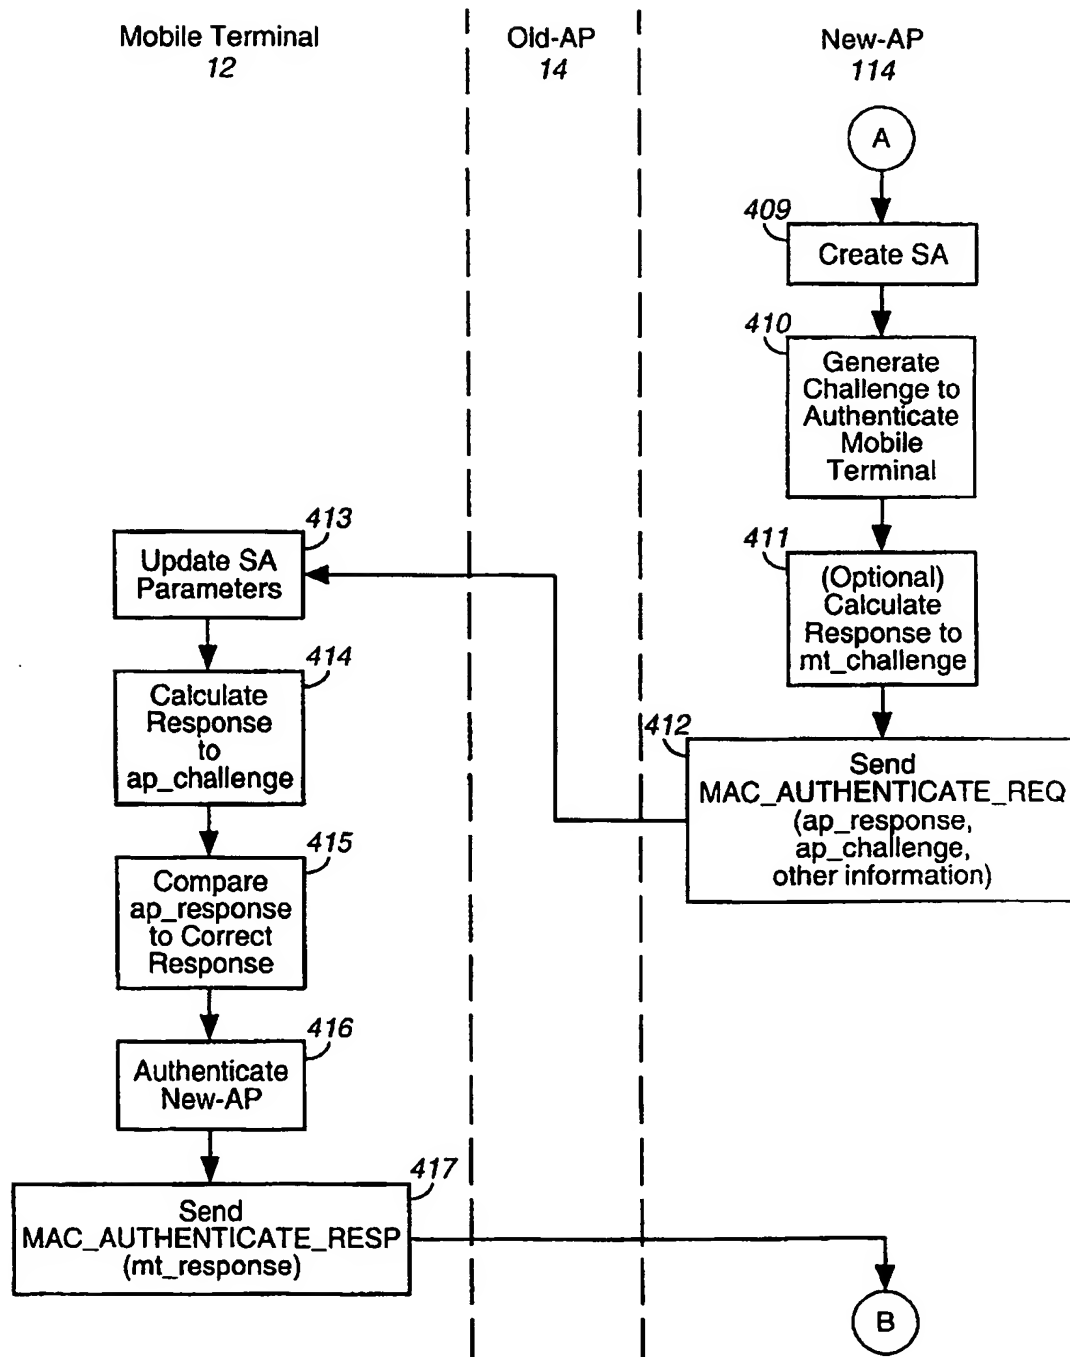 Mobile Terminal
12
Old-AP
14
New-AP
114
A
409
Create SA
410
Generate
Challenge to
Authenticate
Mobile
Terminal
411
(Optional)
Calculate
Response to
mt_challenge
412
Send
MAC_AUTHENTICATE_REQ
(ap_response,
ap_challenge,
other information)
413
Update SA
Parameters
414
Calculate
Response
to
ap_challenge
415
Compare
ap_response
to Correct
Response
416
Authenticate
New-AP
417
Send
MAC_AUTHENTICATE_RESP
(mt_response)
B